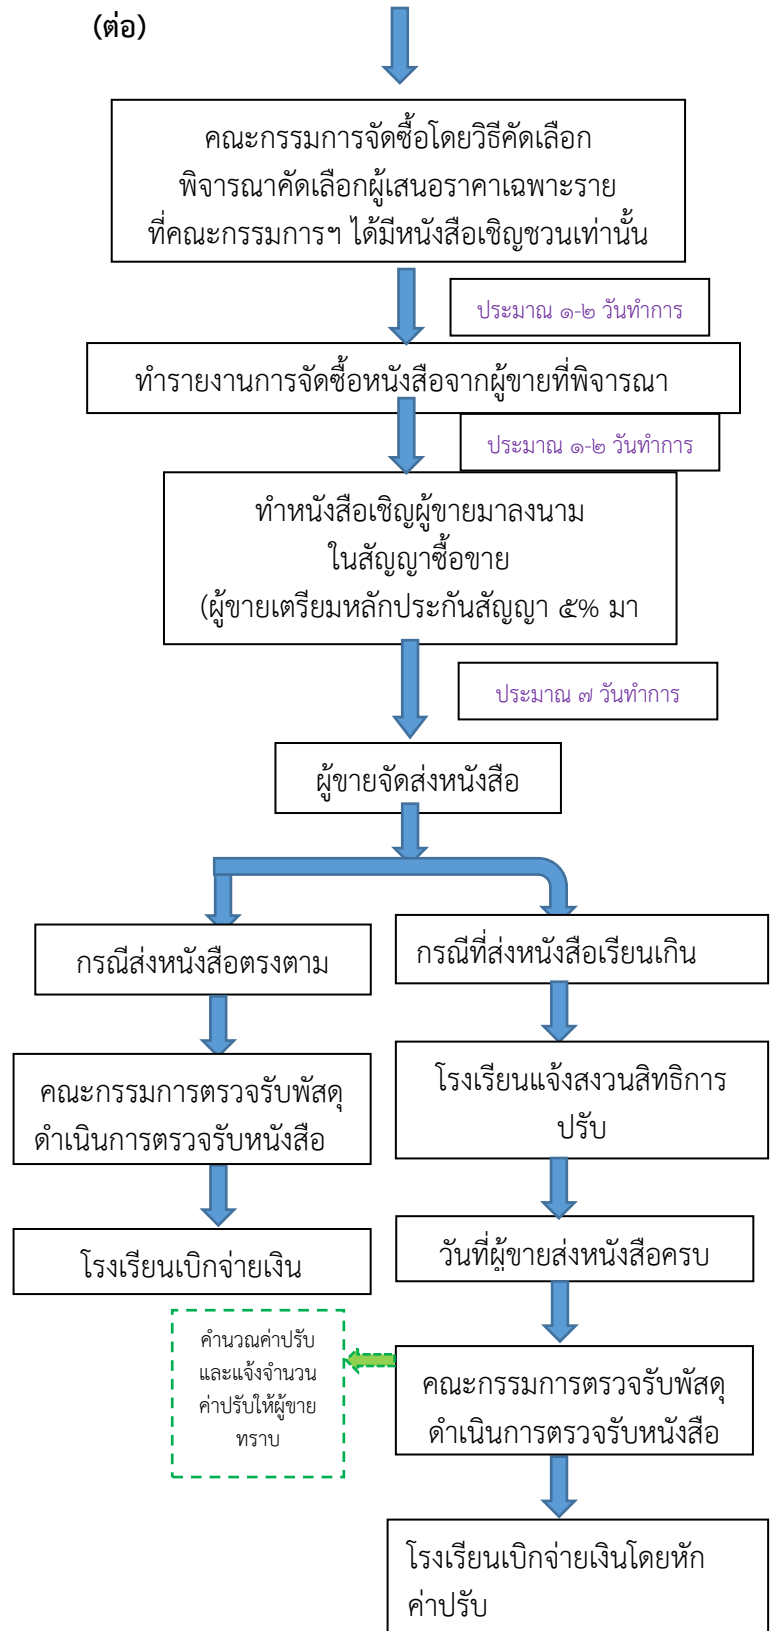 (ต่อ)
คณะกรรมการจัดซื้อโดยวิธีคัดเลือก
พิจารณาคัดเลือกผู้เสนอราคาเฉพาะราย
ที่คณะกรรมการฯ ได้มีหนังสือเชิญชวนเท่านั้น
ประมาณ ๑-๒ วันทำการ
ทำรายงานการจัดซื้อหนังสือจากผู้ขายที่พิจารณา
ประมาณ ๑-๒ วันทำการ
ทำหนังสือเชิญผู้ขายมาลงนาม
ในสัญญาซื้อขาย
(ผู้ขายเตรียมหลักประกันสัญญา ๕% มา
ประมาณ ๗ วันทำการ
ผู้ขายจัดส่งหนังสือ
กรณีส่งหนังสือตรงตาม
คณะกรรมการตรวจรับพัสดุ
ดำเนินการตรวจรับหนังสือ
โรงเรียนเบิกจ่ายเงิน
กรณีที่ส่งหนังสือเรียนเกิน
โรงเรียนแจ้งสงวนสิทธิการ
ปรับ
วันที่ผู้ขายส่งหนังสือครบ
คณะกรรมการตรวจรับพัสดุ
ดำเนินการตรวจรับหนังสือ
คำนวณค่าปรับ
และแจ้งจำนวน
ค่าปรับให้ผู้ขาย
ทราบ
โรงเรียนเบิกจ่ายเงินโดยหัก
ค่าปรับ